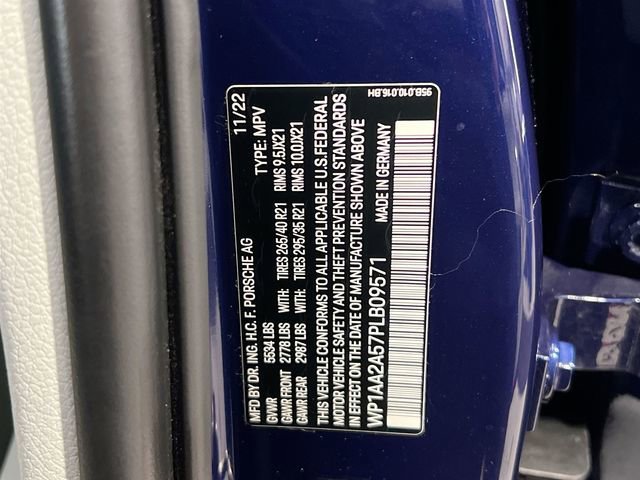 MFD BY DR. ING. H.C. F. PORSCHE AG 11/22
GVWR 5694 LBS TYPE: MPV
GAWR FRONT 2778 LBS WITH: TIRES 265/40 R21 RIMS 9.5JX21
GAWR REAR 2987 LBS WITH: TIRES 295/35 R21 RIMS 10.0JX21
THIS VEHICLE CONFORMS TO ALL APPLICABLE U.S. FEDERAL
MOTOR VEHICLE SAFETY AND THEFT PREVENTION STANDARDS
IN EFFECT ON THE DATE OF MANUFACTURE SHOWN ABOVE
WP1AA2A57PLB09571 MADE IN GERMANY
95B.010.016.BH